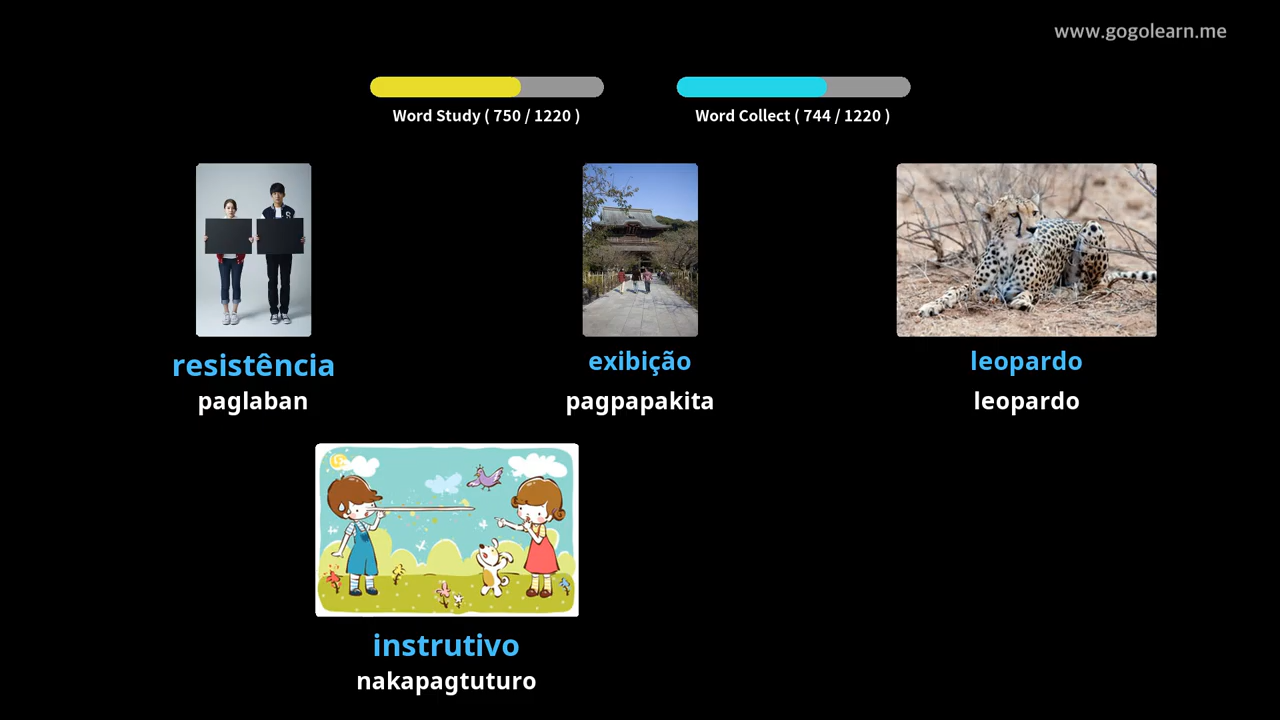 www.gogolearn.me
Word Study ( 750 / 1220 )
Word Collect ( 744 / 1220 )
resistência
paglaban
exibição
pagpapakita
leopardo
leopardo
instrutivo
nakapagtuturo